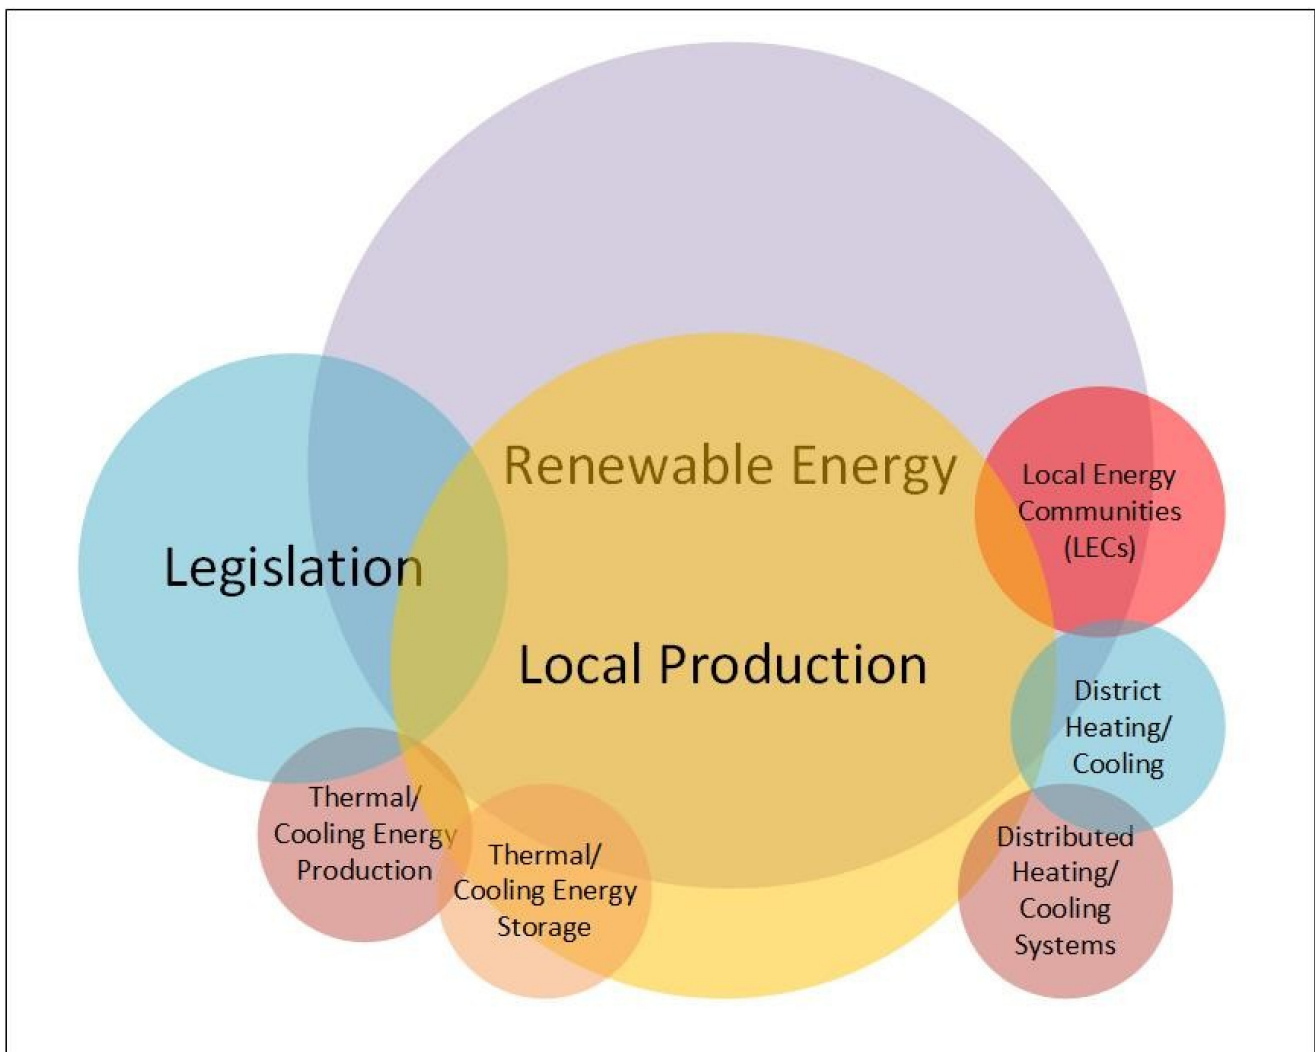 Renewable Energy
Local Energy
Communities
(LECs)
Legislation
Local Production
District
Heating/
Cooling
Thermal/
Cooling Energy
Production
Thermal/
Cooling Energy
Storage
Distributed
Heating/
Cooling
Systems